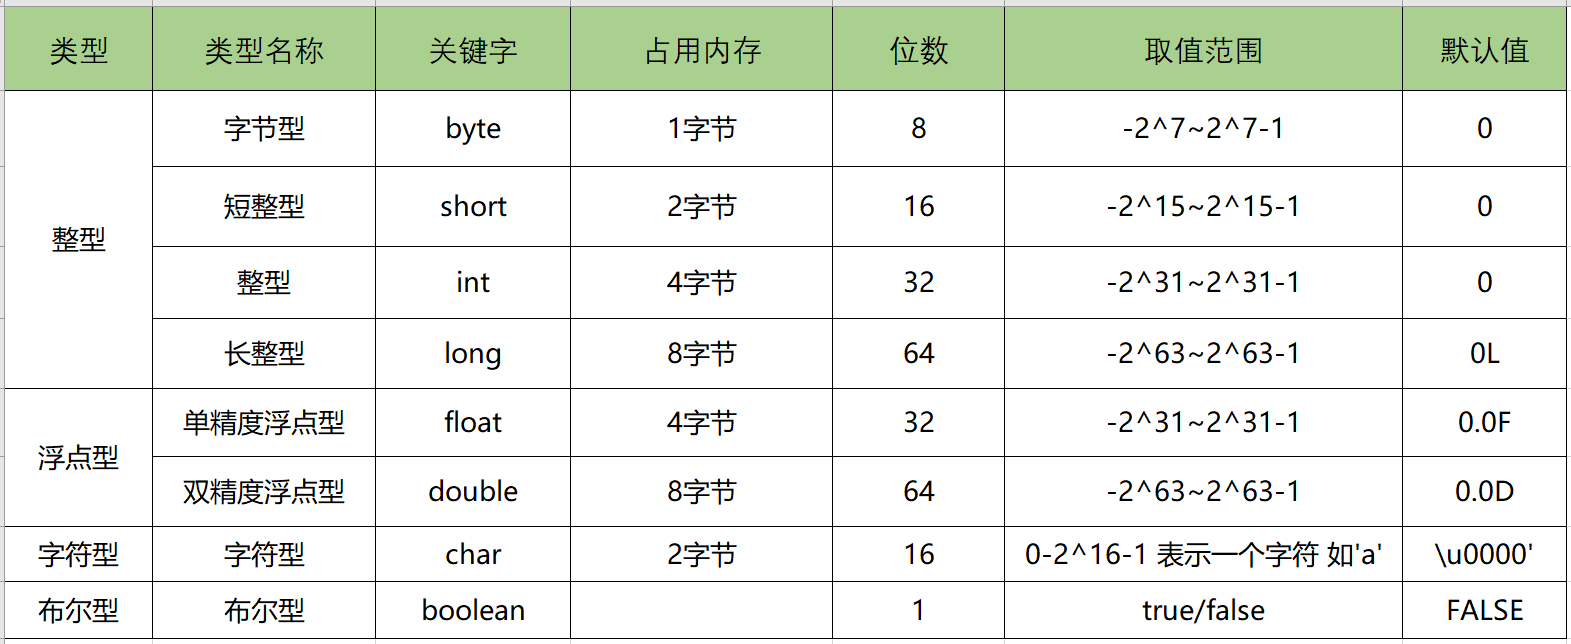 类型 类型名称 关键字 占用内存 位数 取值范围 默认值
整型 字节型 byte 1字节 8 -2^7~2^7-1 0
短整型 short 2字节 16 -2^15~2^15-1 0
整型 int 4字节 32 -2^31~2^31-1 0
长整型 long 8字节 64 -2^63~2^63-1 0L
浮点型 单精度浮点型 float 4字节 32 -2^31~2^31-1 0.0F
双精度浮点型 double 8字节 64 -2^63~2^63-1 0.0D
字符型 字符型 char 2字节 16 0-2^16-1 表示一个字符 如'a' \u0000'
布尔型 布尔型 boolean 1 true/false FALSE